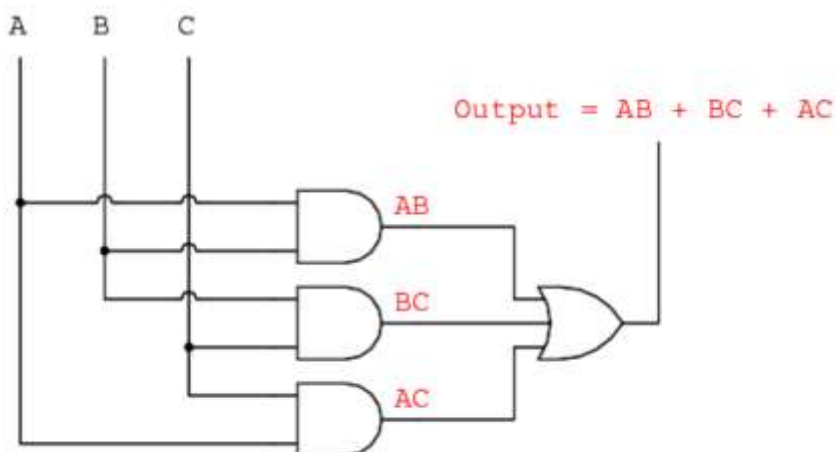 A B C
Output = AB + BC + AC
AB
BC
AC